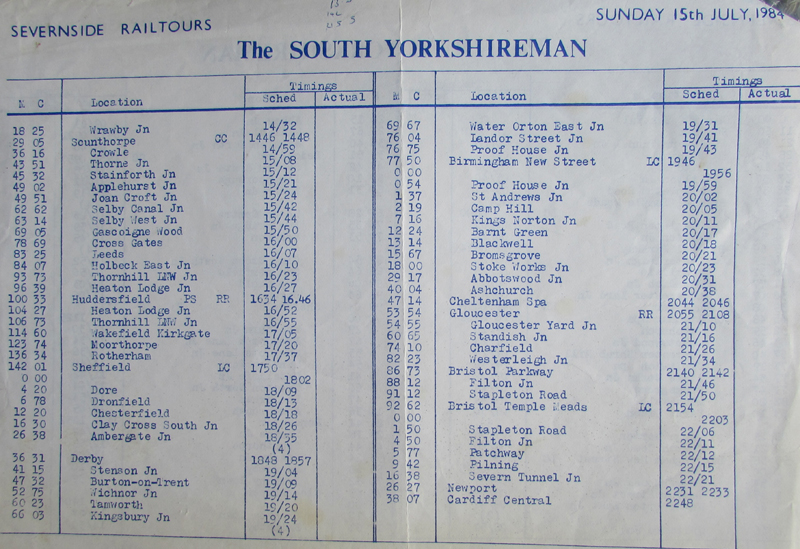 SEVERNSIDE RAILTOURS
SUNDAY 15th JULY, 1984
The SOUTH YORKSHIREMAN
Timings
M C Location Sched Actual
18 25 Wrawby Jn 14/32
29 05 Scunthorpe CC 1446 1448
36 16 Crowle 14/59
43 51 Thorne Jn 15/08
45 32 Stainforth Jn 15/12
49 02 Applehurst Jn 15/21
49 51 Joan Croft Jn 15/24
62 62 Selby Canal Jn 15/42
63 14 Selby West Jn 15/44
69 05 Gascoigne Wood 15/50
78 69 Cross Gates 16/00
83 25 Leeds 16/07
84 07 Holbeck East Jn 16/10
93 73 Thornhill LNW Jn 16/23
96 39 Heaton Lodge Jn 16/27
100 33 Huddersfield PS RR 1634 16.46
104 27 Heaton Lodge Jn 16/52
106 73 Thornhill LNW Jn 16/55
114 60 Wakefield Kirkgate 17/05
123 74 Moorthorpe 17/20
136 34 Rotherham 17/37
142 01 Sheffield LC 1750
0 00 1802
4 20 Dore 18/09
6 78 Dronfield 18/13
12 20 Chesterfield 18/18
16 30 Clay Cross South Jn 18/26
26 38 Ambergate Jn 18/35
(4)
36 31 Derby 1848 1857
41 15 Stenson Jn 19/04
47 32 Burton-on-Trent 19/09
52 75 Wichnor Jn 19/14
60 23 Tamworth 19/20
66 03 Kingsbury Jn 19/24
(4)
Timings
M C Location Sched Actual
69 67 Water Orton East Jn 19/31
76 04 Landor Street Jn 19/41
76 75 Proof House Jn 19/43
77 50 Birmingham New Street LC 1946
0 00 1956
0 54 Proof House Jn 19/59
1 37 St Andrews Jn 20/02
2 19 Camp Hill 20/05
7 16 Kings Norton Jn 20/11
12 24 Barnt Green 20/17
13 14 Blackwell 20/18
15 67 Bromsgrove 20/21
18 00 Stoke Works Jn 20/23
29 17 Abbotswood Jn 20/31
40 04 Ashchurch 20/38
47 14 Cheltenham Spa 2044 2046
53 54 Gloucester RR 2055 2108
54 55 Gloucester Yard Jn 21/10
60 65 Standish Jn 21/16
74 10 Charfield 21/26
82 23 Westerleigh Jn 21/34
86 73 Bristol Parkway 2140 2142
88 12 Filton Jn 21/46
91 12 Stapleton Road 21/50
92 62 Bristol Temple Meads LC 2154
0 00 2203
1 50 Stapleton Road 22/06
4 50 Filton Jn 22/11
5 77 Patchway 22/12
9 42 Pilning 22/15
16 38 Severn Tunnel Jn 22/21
26 27 Newport 2231 2233
38 07 Cardiff Central 2248